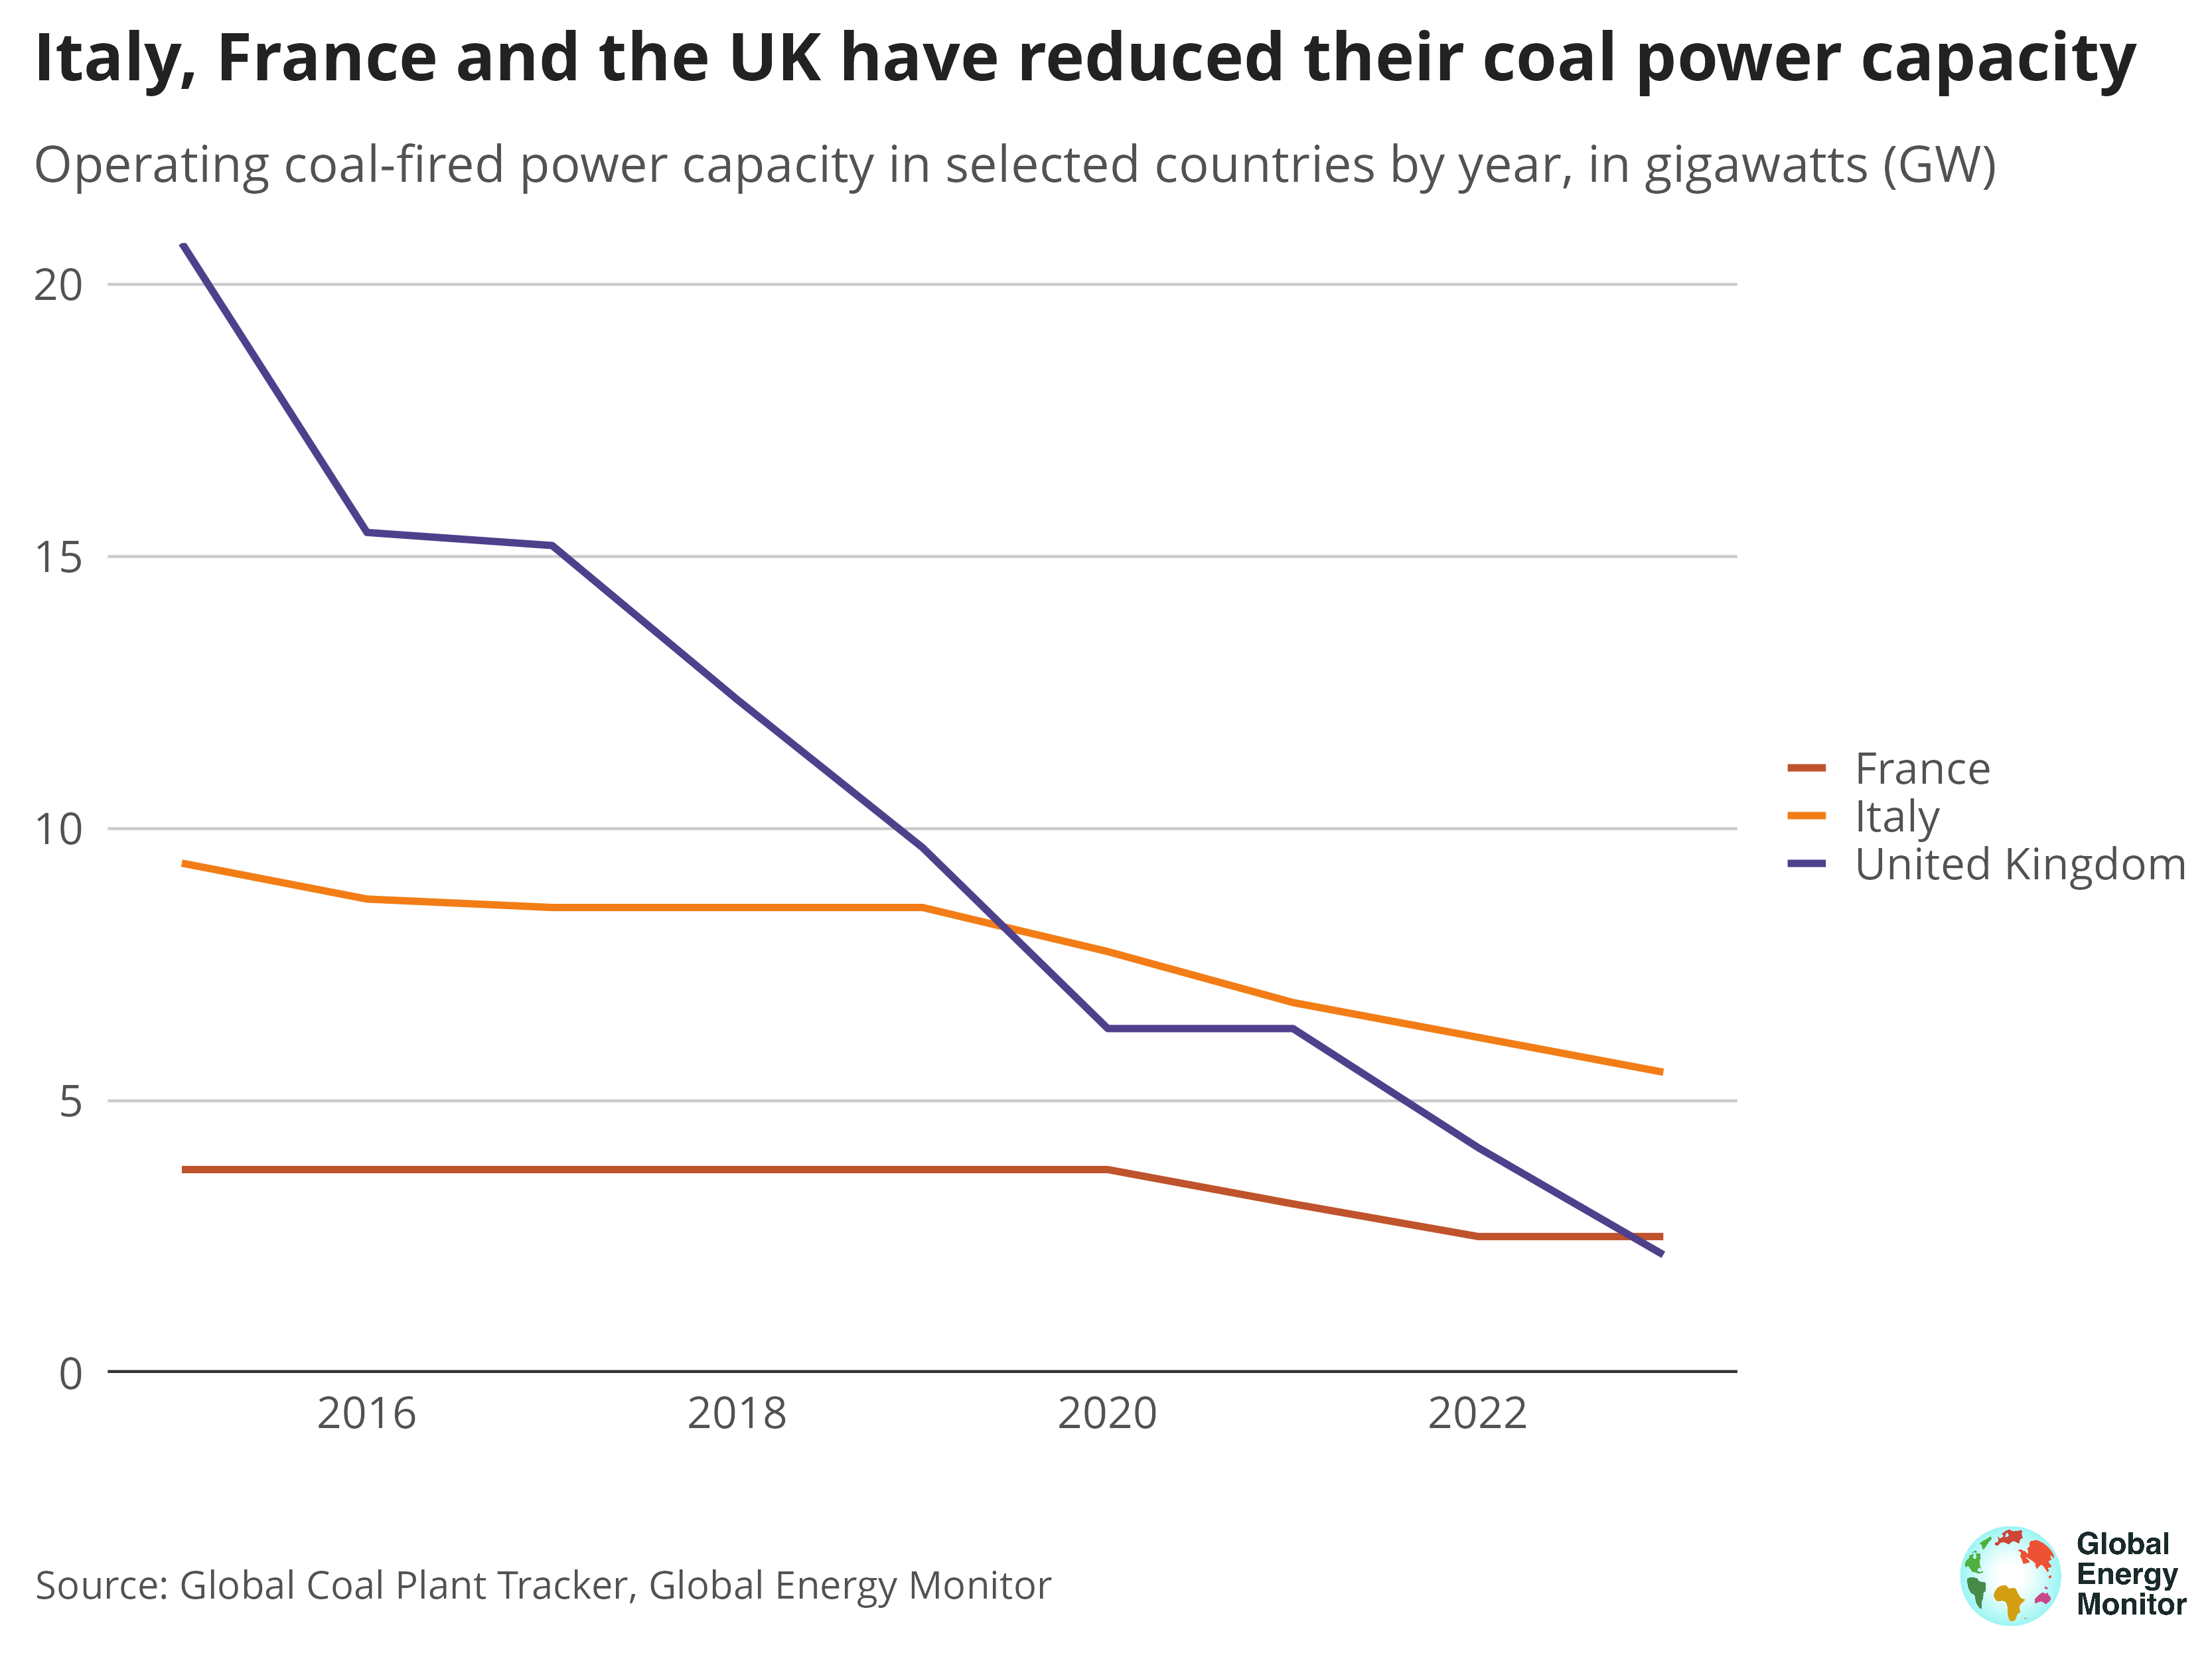 Italy, France and the UK have reduced their coal power capacity
Operating coal-fired power capacity in selected countries by year, in gigawatts (GW)
20
15
10
5
0
2016
2018
2020
2022
France
Italy
United Kingdom
Source: Global Coal Plant Tracker, Global Energy Monitor
Global
Energy
Monitor